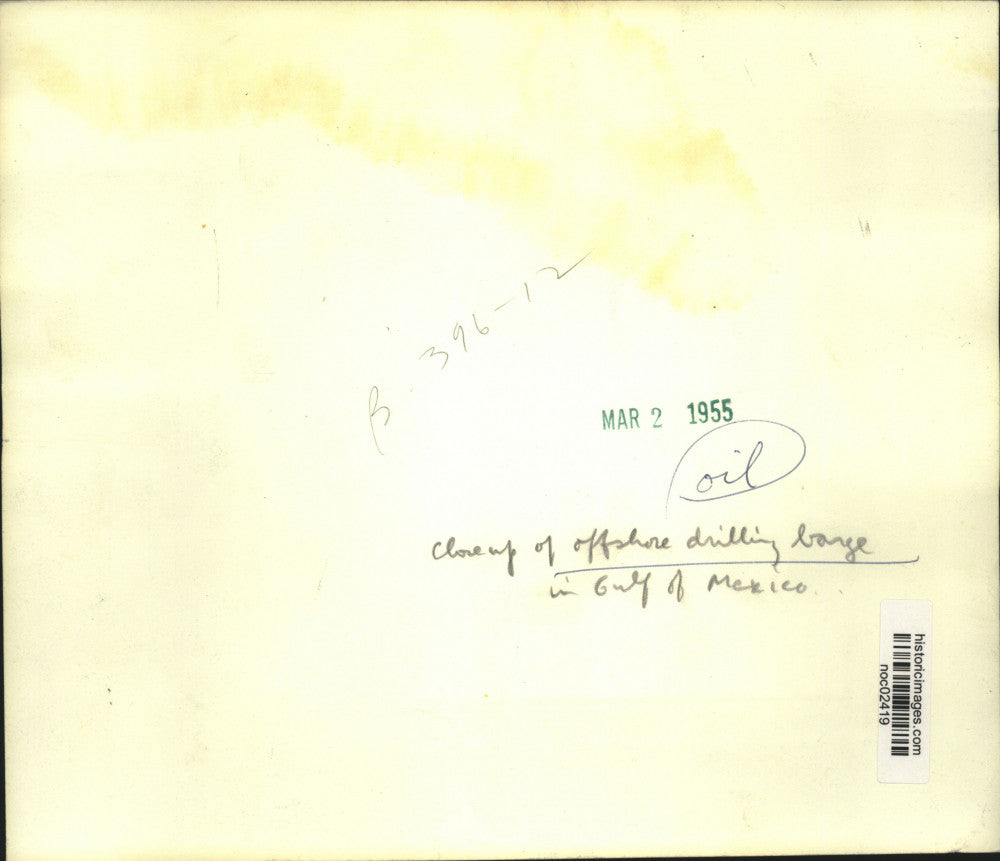 B-396-12
MAR 2 1955
oil
closeup of offshore drilling barge
in Gulf of Mexico.
historicimages.com
noc02419